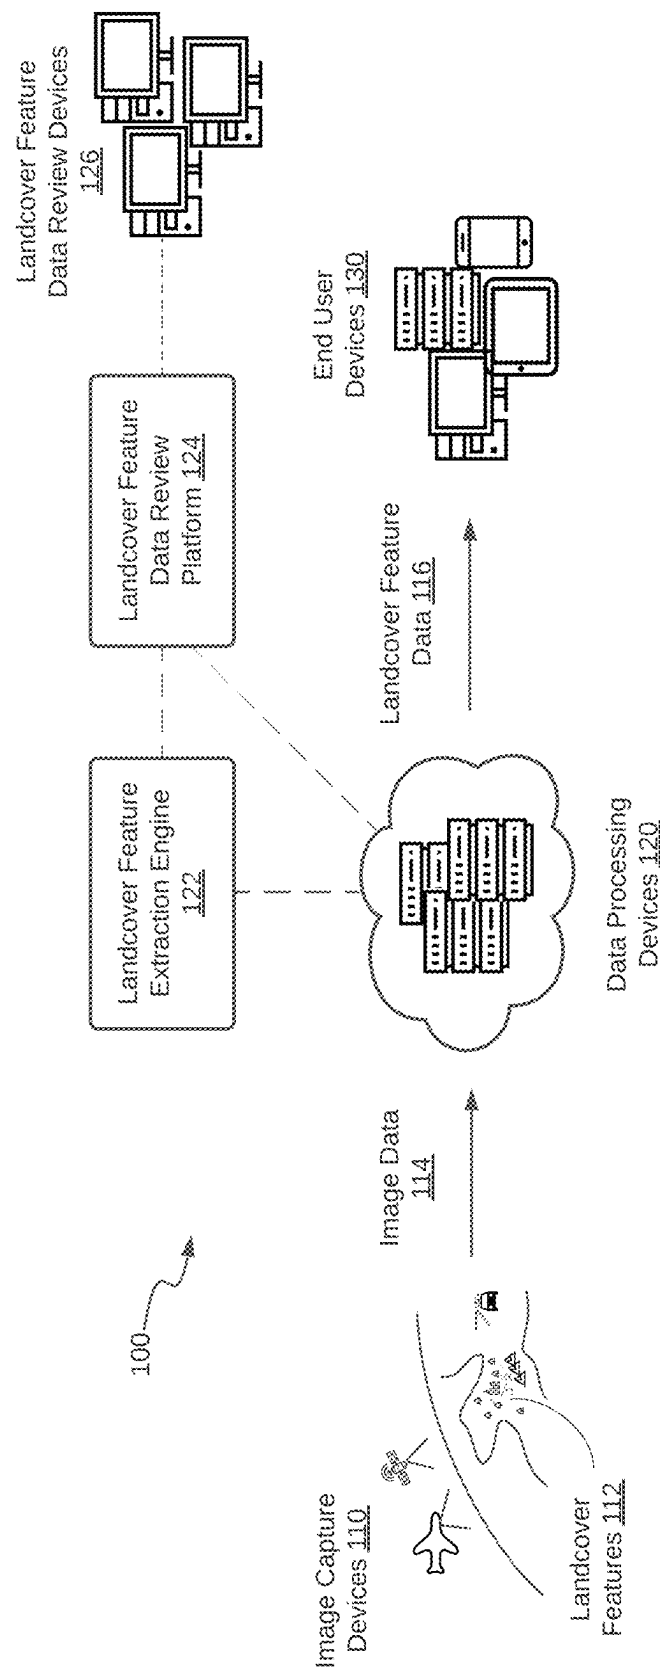 Landcover Feature
Data Review Devices
126
Landcover Feature
Extraction Engine
122
Landcover Feature
Data Review
Platform 124
100
Image Capture
Devices 110
Image Data
114
Landcover Feature
Data 116
End User
Devices 130
Landcover
Features 112
Data Processing
Devices 120